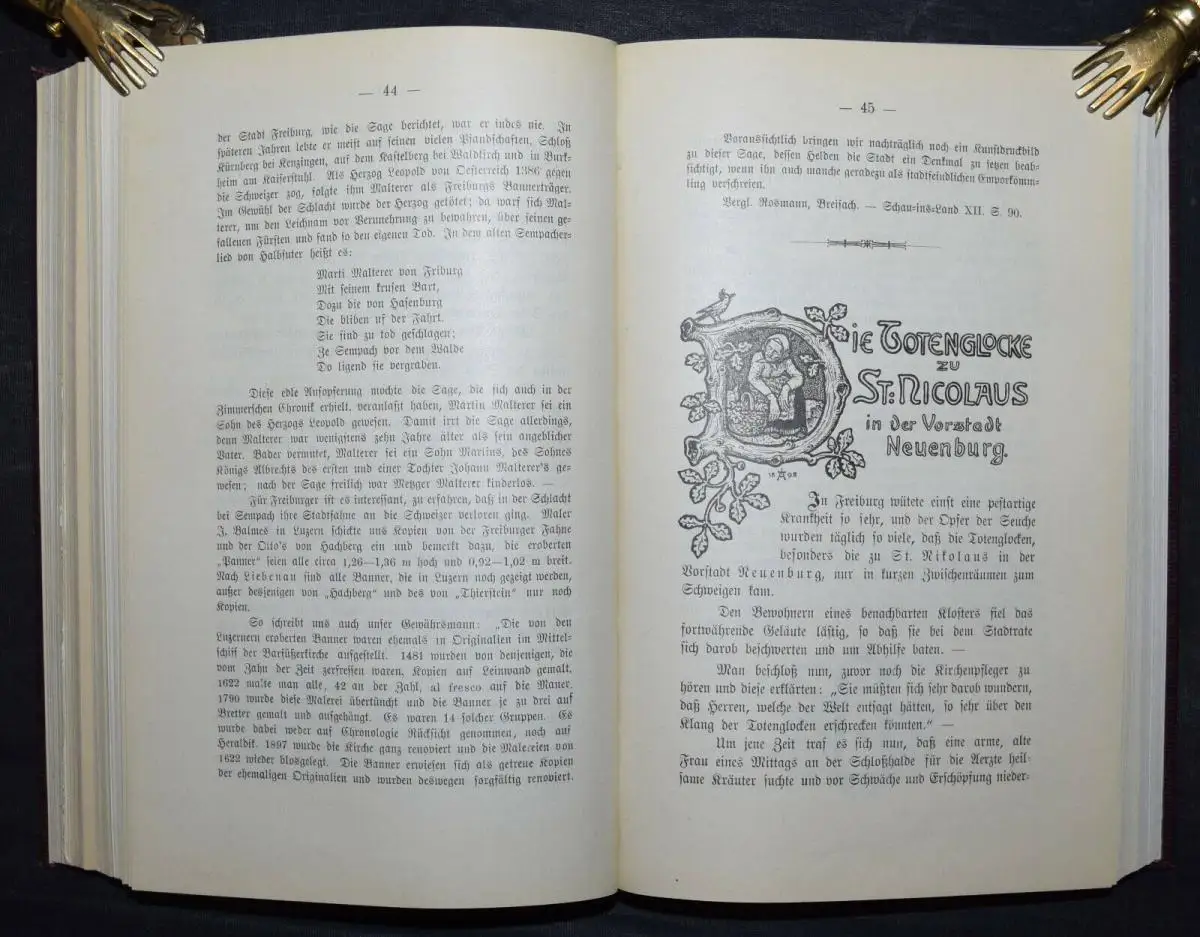 — 44 —
der Stadt Freiburg, wie die Sage berichtet, war er indes nie. In
späteren Jahren lebte er meist auf seinen vielen Pfandschaften, Schloß
Kürnberg bei Kenzingen, auf dem Kastelberg bei Waldkirch und in Burk-
heim am Kaiserstuhl. Als Herzog Leopold von Oesterreich 1386 gegen
die Schweizer zog, folgte ihm Malterer als Freiburgs Bannerträger.
Im Gewühl der Schlacht wurde der Herzog getötet; da warf sich Mal-
terer, um den Leichnam vor Verunehrung zu bewahren, über seinen ge-
fallenen Fürsten und fand so den eigenen Tod. In dem alten Sempacher-
lied von Halbsuter heißt es:
Marti Malterer von Friburg
Mit seinem krusen Bart,
Dozu die von Hasenburg
Die bliben uf der Fahrt.
Sie sind zu tod geschlagen;
Ze Sempach vor dem Walde
Do ligend sie vergraben.
Diese edle Aufopferung mochte die Sage, die sich auch in der
Zimmerschen Chronik erhielt, veranlaßt haben, Martin Malterer sei ein
Sohn des Herzogs Leopold gewesen. Damit irrt die Sage allerdings,
denn Malterer war wenigstens zehn Jahre älter als sein angeblicher
Vater. Bader vermutet, Malterer sei ein Sohn Martins, des Sohnes
Königs Albrechts des ersten und einer Tochter Johann Malterer's ge-
wesen; nach der Sage freilich war Metzger Malterer kinderlos. —
Für Freiburger ist es interessant, zu erfahren, daß in der Schlacht
bei Sempach ihre Stadtfahne an die Schweizer verloren ging. Maler
J. Balmes in Luzern schickte uns Kopien von der Freiburger Fahne
und der Otto's von Hachberg ein und bemerkt dazu, die eroberten
„Panner“ seien alle circa 1,26—1,36 m hoch und 0,92—1,02 m breit.
Nach Liebenau sind alle Banner, die in Luzern noch gezeigt werden,
außer desjenigen von „Hachberg“ und des von „Thierstein“ nur noch
Kopien.
So schreibt uns auch unser Gewährsmann: „Die von den
Luzernern eroberten Banner waren ehemals in Originalien im Mittel-
schiff der Barfüßerkirche aufgestellt. 1481 wurden von denjenigen, die
vom Zahn der Zeit zerfressen waren, Kopien auf Leinwand gemalt.
1622 malte man alle, 42 an der Zahl, al fresco auf die Mauer.
1790 wurde diese Malerei übertüncht und die Banner je zu drei auf
Bretter gemalt und aufgehängt. Es waren 14 solcher Gruppen. Es
wurde dabei weder auf Chronologie Rücksicht genommen, noch auf
Heraldik. 1897 wurde die Kirche ganz renoviert und die Malereien von
1622 wieder blosgelegt. Die Banner erwiesen sich als getreue Kopien
der ehemaligen Originalien und wurden deswegen sorgfältig renoviert.
— 45 —
Voraussichtlich bringen wir nachträglich noch ein Kunstdruckbild
zu dieser Sage, dessen Helden die Stadt ein Denkmal zu setzen beab-
sichtigt, wenn ihn auch manche geradezu als stadtfeindlichen Emporkömm-
ling verschreien.
Vergl. Rosmann, Breisach. — Schau-ins-Land XII. S. 90.
DIE TOTENGLOCKE
ZU
ST: NICOLAUS
in der Vorstadt
Neuenburg.
18 98
In Freiburg wütete einst eine pestartige
Krankheit so sehr, und der Opfer der Seuche
wurden täglich so viele, daß die Totenglocken,
besonders die zu St. Nikolaus in der
Vorstadt Neuenburg, nur in kurzen Zwischenräumen zum
Schweigen kam.
Den Bewohnern eines benachbarten Klosters fiel das
fortwährende Geläute lästig, so daß sie bei dem Stadtrate
sich darob beschwerten und um Abhilfe baten. —
Man beschloß nun, zuvor noch die Kirchenpfleger zu
hören und diese erklärten: „Sie müßten sich sehr darob wundern,
daß Herren, welche der Welt entsagt hätten, so sehr über den
Klang der Totenglocken erschrecken könnten.“ —
Um jene Zeit traf es sich nun, daß eine arme, alte
Frau eines Mittags an der Schloßhalde für die Aerzte heil-
same Kräuter suchte und vor Schwäche und Erschöpfung nieder-